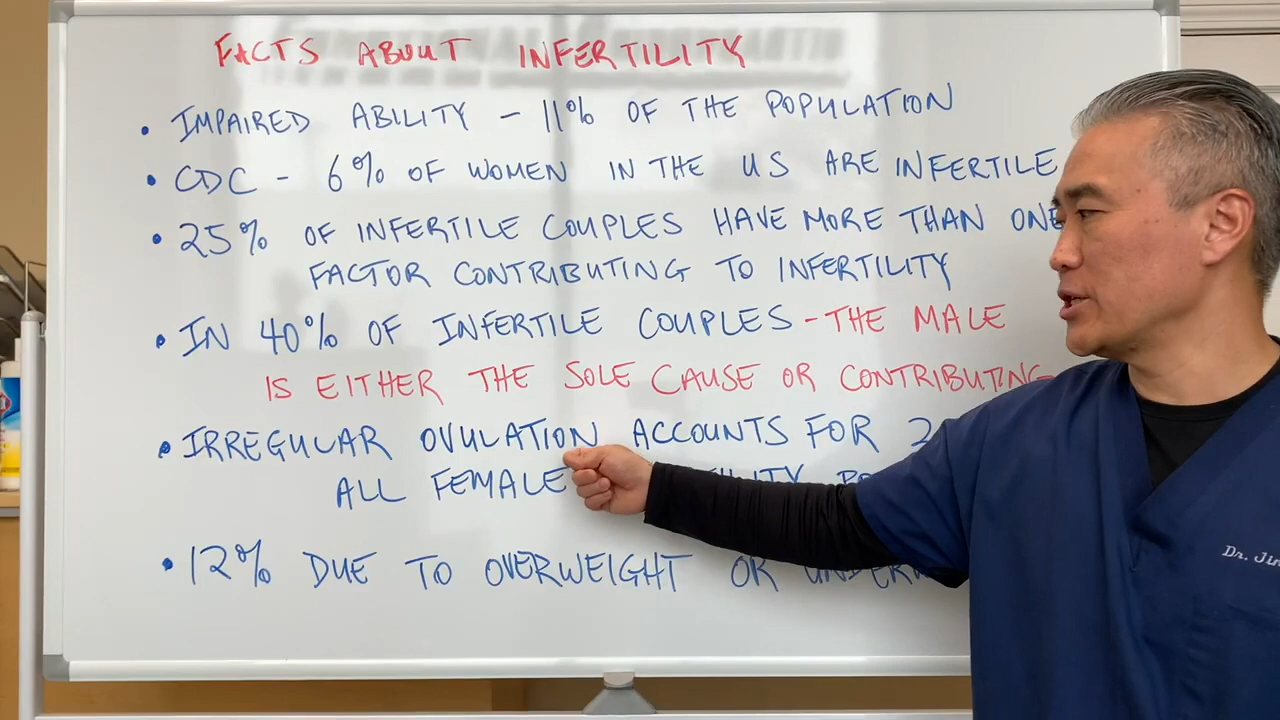 FACTS ABOUT INFERTILITY
• IMPAIRED ABILITY - 11% OF THE POPULATION
• CDC - 6% OF WOMEN IN THE US ARE INFERTILE
• 25% OF INFERTILE COUPLES HAVE MORE THAN ONE
FACTOR CONTRIBUTING TO INFERTILITY
• IN 40% OF INFERTILE COUPLES - THE MALE
IS EITHER THE SOLE CAUSE OR CONTRIBUTING
• IRREGULAR OVULATION ACCOUNTS FOR 2
ALL FEMALE
• 12% DUE TO OVERWEIGHT OR
Dr.